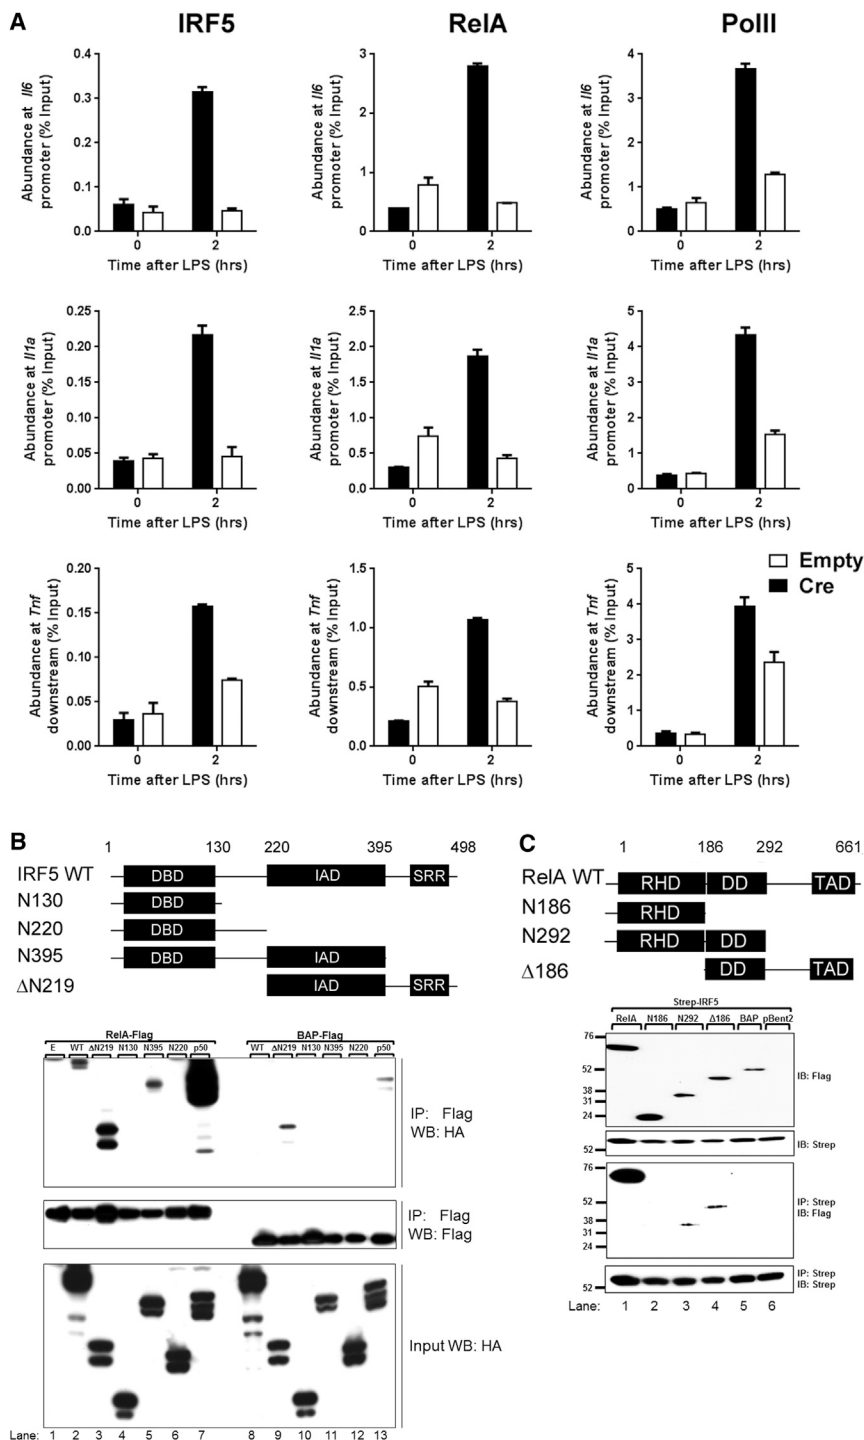 A
IRF5
RelA
PolII
Abundance at Il6
promoter (% Input)
0.4
0.3
0.2
0.1
0.0
0
2
Time after LPS (hrs)
Abundance at Il6
promoter (% Input)
3
2
1
0
0
2
Time after LPS (hrs)
Abundance at Il6
promoter (% Input)
4
3
2
1
0
0
2
Time after LPS (hrs)
Abundance at Il1a
promoter (% Input)
0.25
0.20
0.15
0.10
0.05
0.00
0
2
Time after LPS (hrs)
Abundance at Il1a
promoter (% Input)
2.5
2.0
1.5
1.0
0.5
0.0
0
2
Time after LPS (hrs)
Abundance at Il1a
promoter (% Input)
5
4
3
2
1
0
0
2
Time after LPS (hrs)
Abundance at Tnf
downstream (% Input)
0.20
0.15
0.10
0.05
0.00
0
2
Time after LPS (hrs)
Abundance at Tnf
downstream (% Input)
1.5
1.0
0.5
0.0
0
2
Time after LPS (hrs)
Abundance at Tnf
downstream (% Input)
5
4
3
2
1
0
0
2
Time after LPS (hrs)
Empty
Cre
B
1 130 220 395 498
IRF5 WT DBD IAD SRR
N130 DBD
N220 DBD
N395 DBD IAD
ΔN219 IAD SRR
RelA-Flag BAP-Flag
E WT ΔN219 N130 N395 N220 p50 WT ΔN219 N130 N395 N220 p50
IP: Flag
WB: HA
IP: Flag
WB: Flag
Input WB: HA
Lane: 1 2 3 4 5 6 7 8 9 10 11 12 13
C
1 186 292 661
RelA WT RHD DD TAD
N186 RHD
N292 RHD DD
Δ186 DD TAD
Strep-IRF5
RelA N186 N292 Δ186 BAP pBent2
76
52
38
31
24
IB: Flag
52
IB: Strep
76
52
38
31
24
IP: Strep
IB: Flag
52
IP: Strep
IB: Strep
Lane: 1 2 3 4 5 6